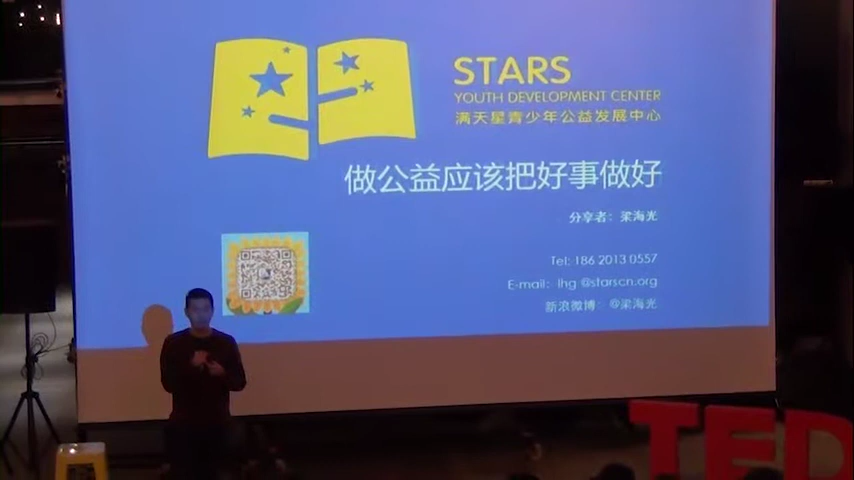 STARS
YOUTH DEVELOPMENT CENTER
满天星青少年公益发展中心
做公益应该把好事做好
分享者：梁海光
Tel: 186 2013 0557
E-mail: lhg @starscn.org
新浪微博： @梁海光
TED